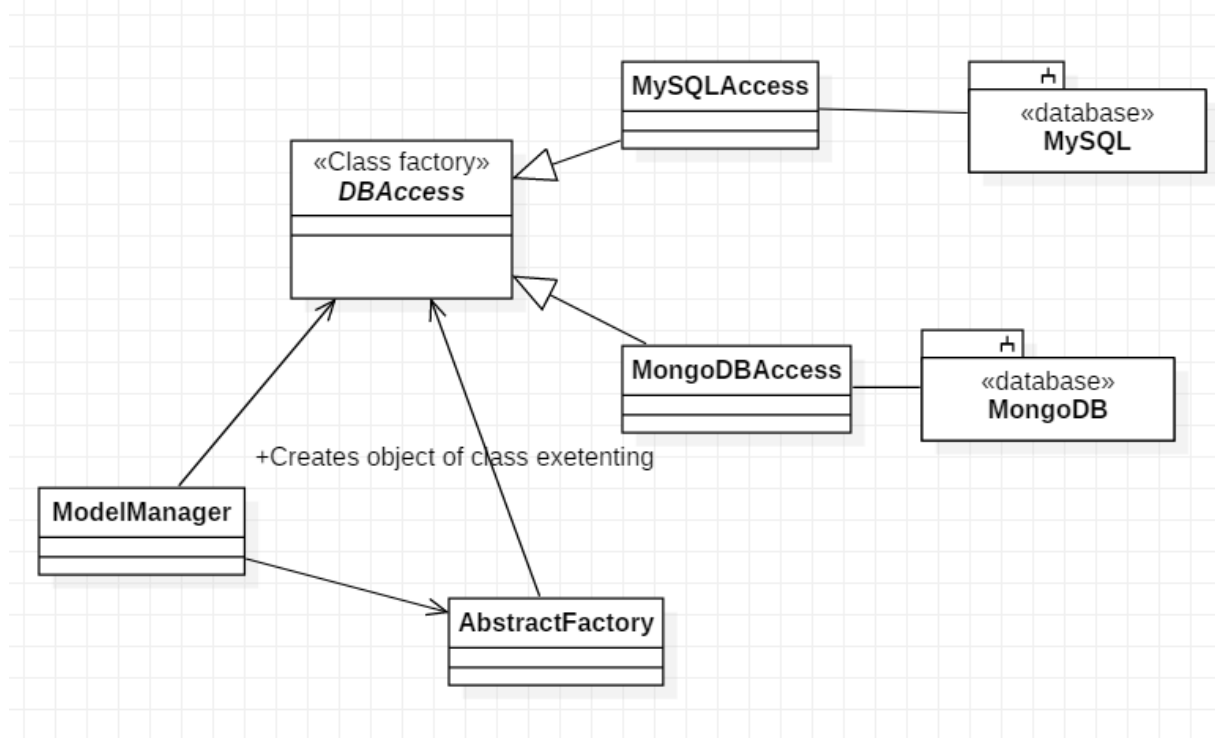 MySQLAccess
«database»
MySQL
«Class factory»
DBAccess
MongoDBAccess
«database»
MongoDB
+Creates object of class exetenting
ModelManager
AbstractFactory